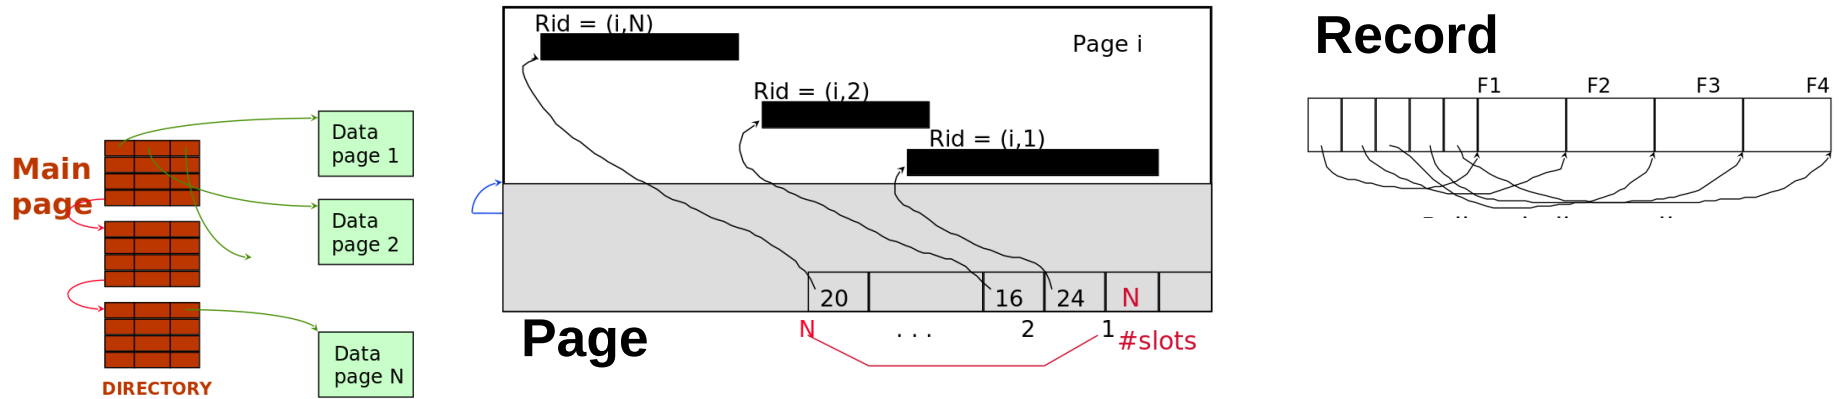 Main
page
DIRECTORY
Data
page 1
Data
page 2
Data
page N
Rid = (i,N)
Page i
Rid = (i,2)
Rid = (i,1)
20 16 24 N
N . . . 2 1 #slots
Page
Record
F1 F2 F3 F4